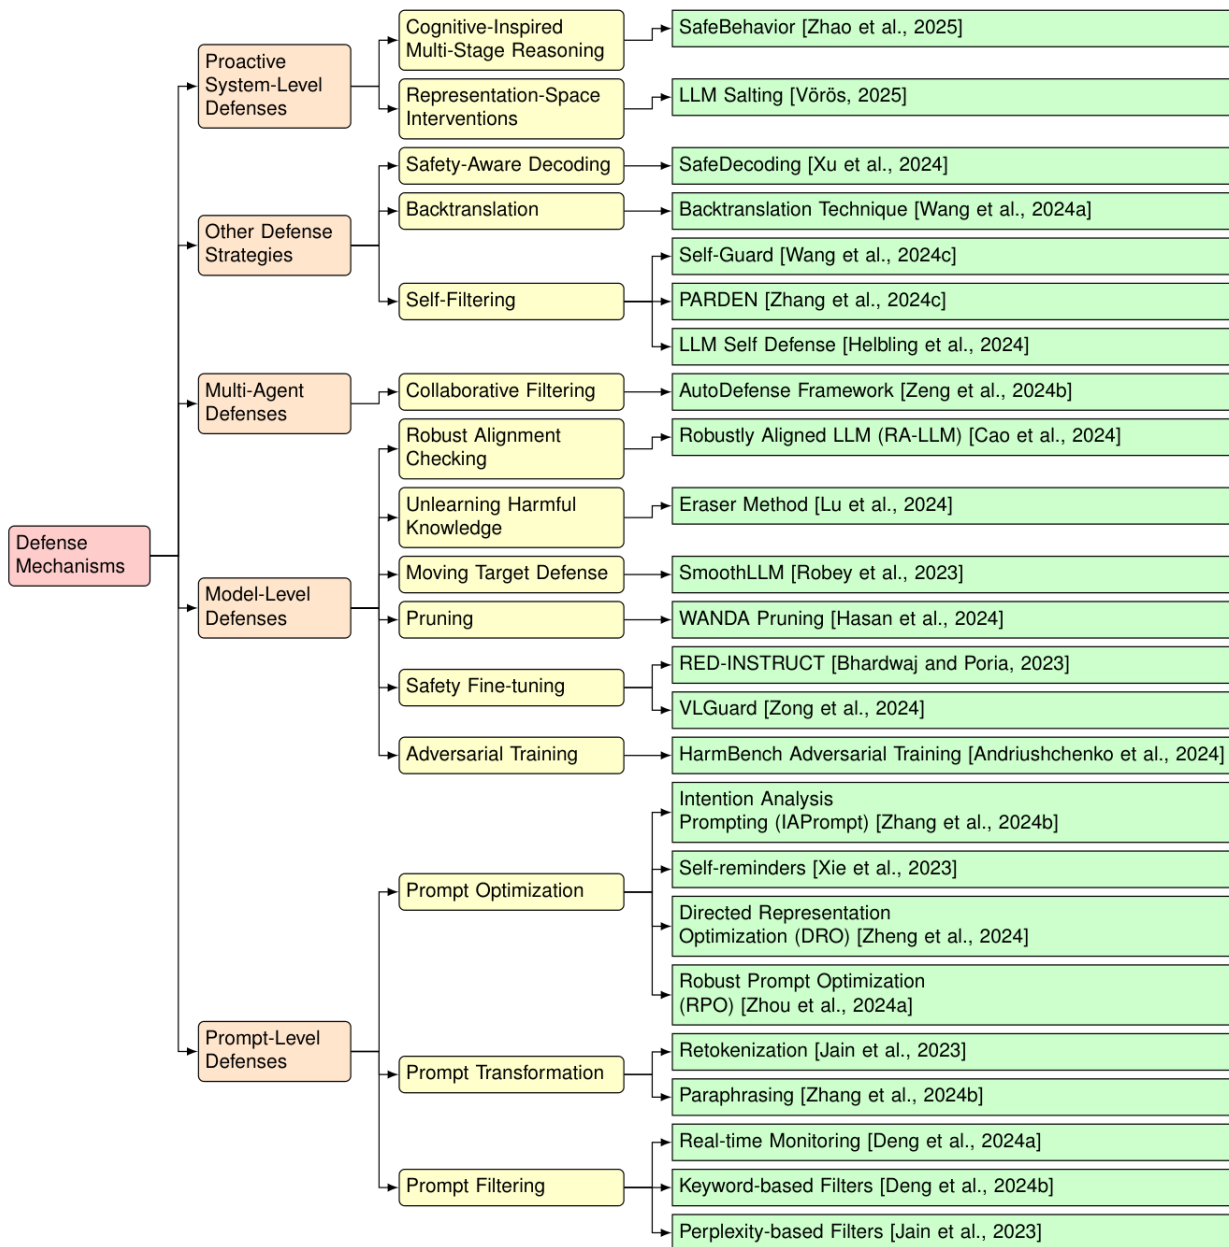 Defense
Mechanisms
Proactive
System-Level
Defenses
Cognitive-Inspired
Multi-Stage Reasoning
SafeBehavior [Zhao et al., 2025]
Representation-Space
Interventions
LLM Salting [Vörös, 2025]
Other Defense
Strategies
Safety-Aware Decoding
SafeDecoding [Xu et al., 2024]
Backtranslation
Backtranslation Technique [Wang et al., 2024a]
Self-Filtering
Self-Guard [Wang et al., 2024c]
PARDEN [Zhang et al., 2024c]
LLM Self Defense [Helbling et al., 2024]
Multi-Agent
Defenses
Collaborative Filtering
AutoDefense Framework [Zeng et al., 2024b]
Model-Level
Defenses
Robust Alignment
Checking
Robustly Aligned LLM (RA-LLM) [Cao et al., 2024]
Unlearning Harmful
Knowledge
Eraser Method [Lu et al., 2024]
Moving Target Defense
SmoothLLM [Robey et al., 2023]
Pruning
WANDA Pruning [Hasan et al., 2024]
Safety Fine-tuning
RED-INSTRUCT [Bhardwaj and Poria, 2023]
VLGuard [Zong et al., 2024]
Adversarial Training
HarmBench Adversarial Training [Andriushchenko et al., 2024]
Prompt-Level
Defenses
Prompt Optimization
Intention Analysis
Prompting (IAPrompt) [Zhang et al., 2024b]
Self-reminders [Xie et al., 2023]
Directed Representation
Optimization (DRO) [Zheng et al., 2024]
Robust Prompt Optimization
(RPO) [Zhou et al., 2024a]
Prompt Transformation
Retokenization [Jain et al., 2023]
Paraphrasing [Zhang et al., 2024b]
Prompt Filtering
Real-time Monitoring [Deng et al., 2024a]
Keyword-based Filters [Deng et al., 2024b]
Perplexity-based Filters [Jain et al., 2023]